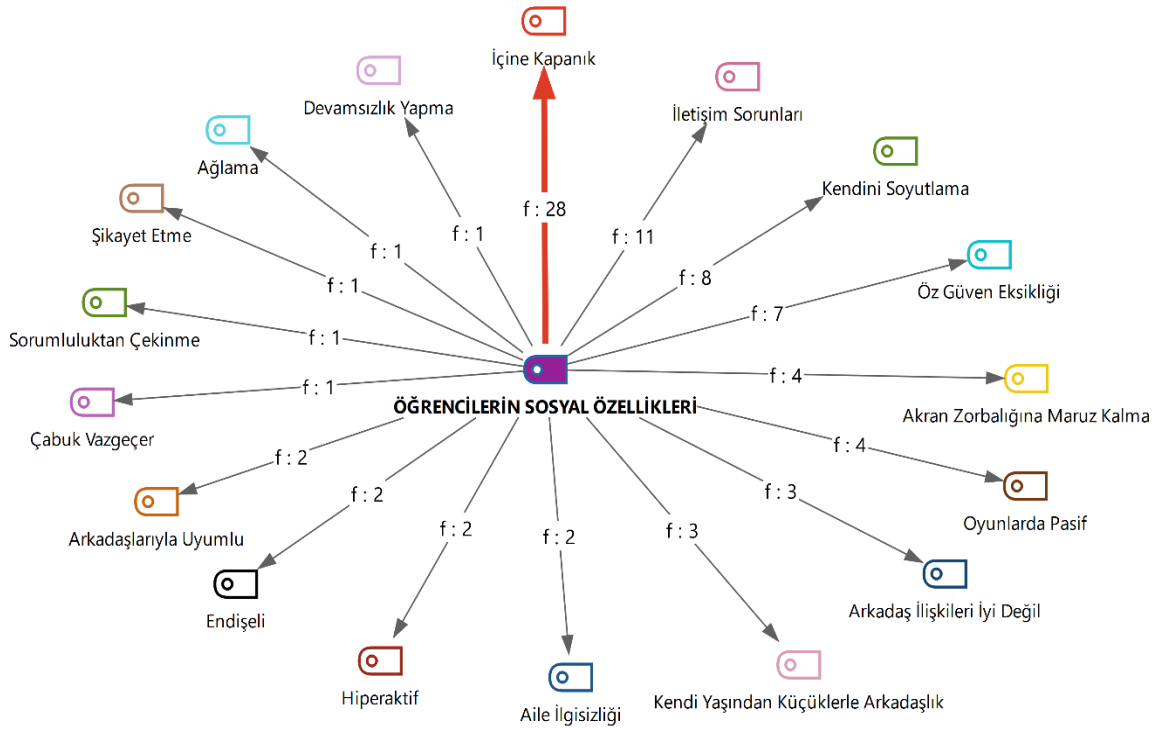 İçine Kapanık
Devamsızlık Yapma
İletişim Sorunları
Ağlama
Kendini Soyutlama
Şikayet Etme
f : 28
f : 1
f : 11
f : 1
f : 8
Öz Güven Eksikliği
f : 1
f : 7
Sorumluluktan Çekinme
f : 1
f : 1
f : 4
ÖĞRENCİLERİN SOSYAL ÖZELLİKLERİ
Akran Zorbalığına Maruz Kalma
Çabuk Vazgeçer
f : 4
f : 2
f : 2
f : 3
Oyunlarda Pasif
Arkadaşlarıyla Uyumlu
f : 2
f : 2
f : 3
Endişeli
Arkadaş İlişkileri İyi Değil
Hiperaktif
Aile İlgisizliği
Kendi Yaşından Küçüklerle Arkadaşlık